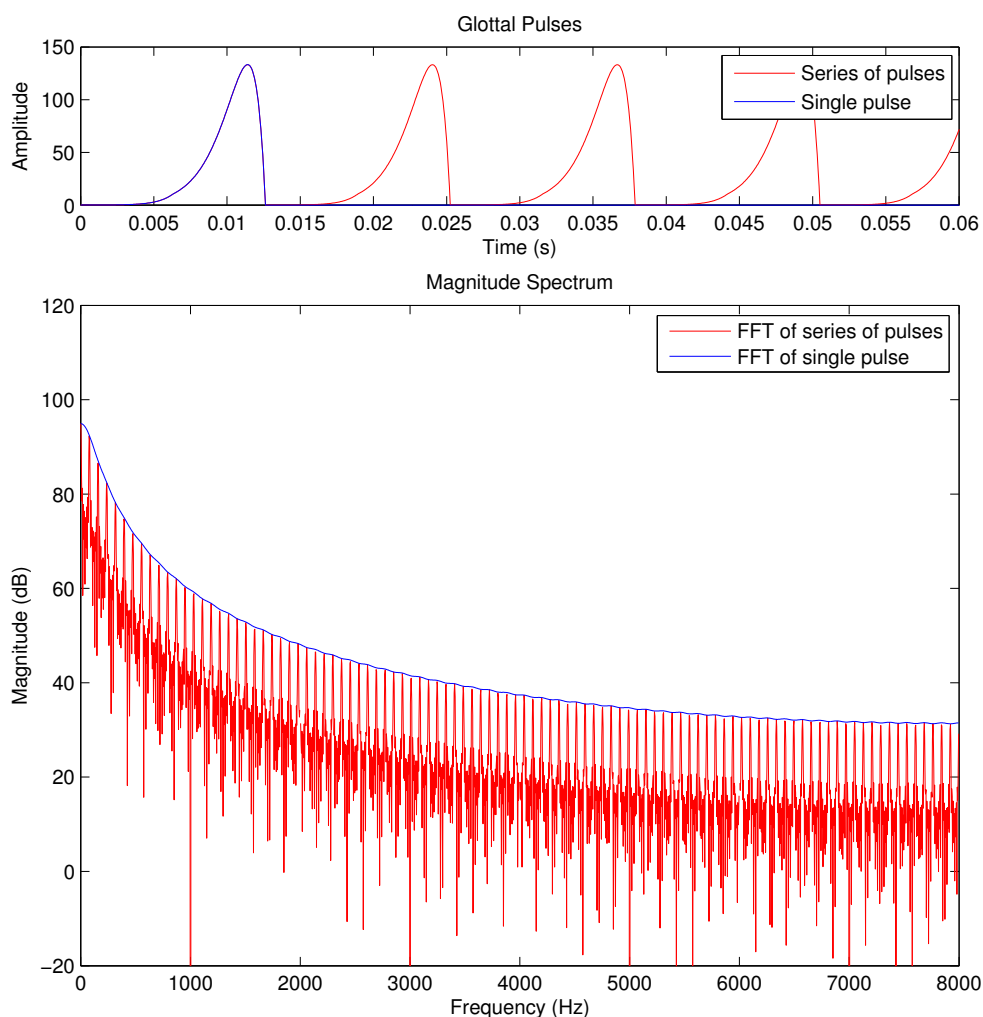 Glottal Pulses
150
100
50
0
Amplitude
Series of pulses
Single pulse
0 0.005 0.01 0.015 0.02 0.025 0.03 0.035 0.04 0.045 0.05 0.055 0.06
Time (s)
Magnitude Spectrum
120
100
80
60
40
20
0
−20
Magnitude (dB)
FFT of series of pulses
FFT of single pulse
0 1000 2000 3000 4000 5000 6000 7000 8000
Frequency (Hz)